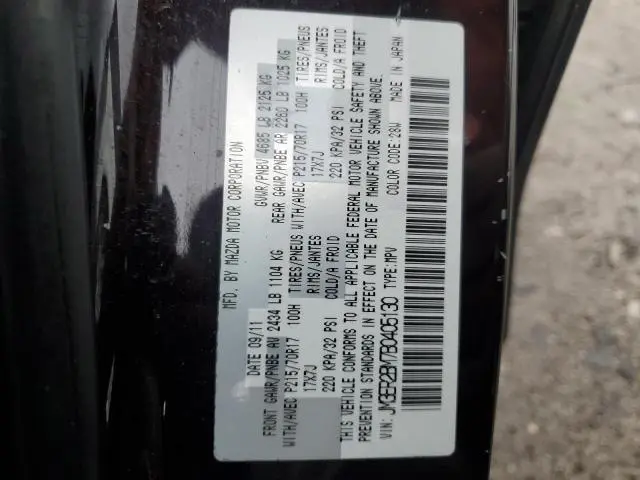 MFD. BY MAZDA MOTOR CORPORATION
DATE 09/11 GVWR/PNBV 4685 LB 2125 KG
FRONT GAWR/PNBE AV 2434 LB 1104 KG REAR GAWR/PNBE AR 2260 LB 1025 KG
WITH/AVEC P215/70R17 100H TIRES/PNEUS WITH/AVEC P215/70R17 100H TIRES/PNEUS
17X7J RIMS/JANTES 17X7J RIMS/JANTES
220 KPA/32 PSI COLD/A FROID 220 KPA/32 PSI COLD/A FROID
THIS VEHICLE CONFORMS TO ALL APPLICABLE FEDERAL MOTOR VEHICLE SAFETY AND THEFT
PREVENTION STANDARDS IN EFFECT ON THE DATE OF MANUFACTURE SHOWN ABOVE.
VIN: JM3ER2BM7B0405130 TYPE:MPV COLOR CODE:28W MADE IN JAPAN